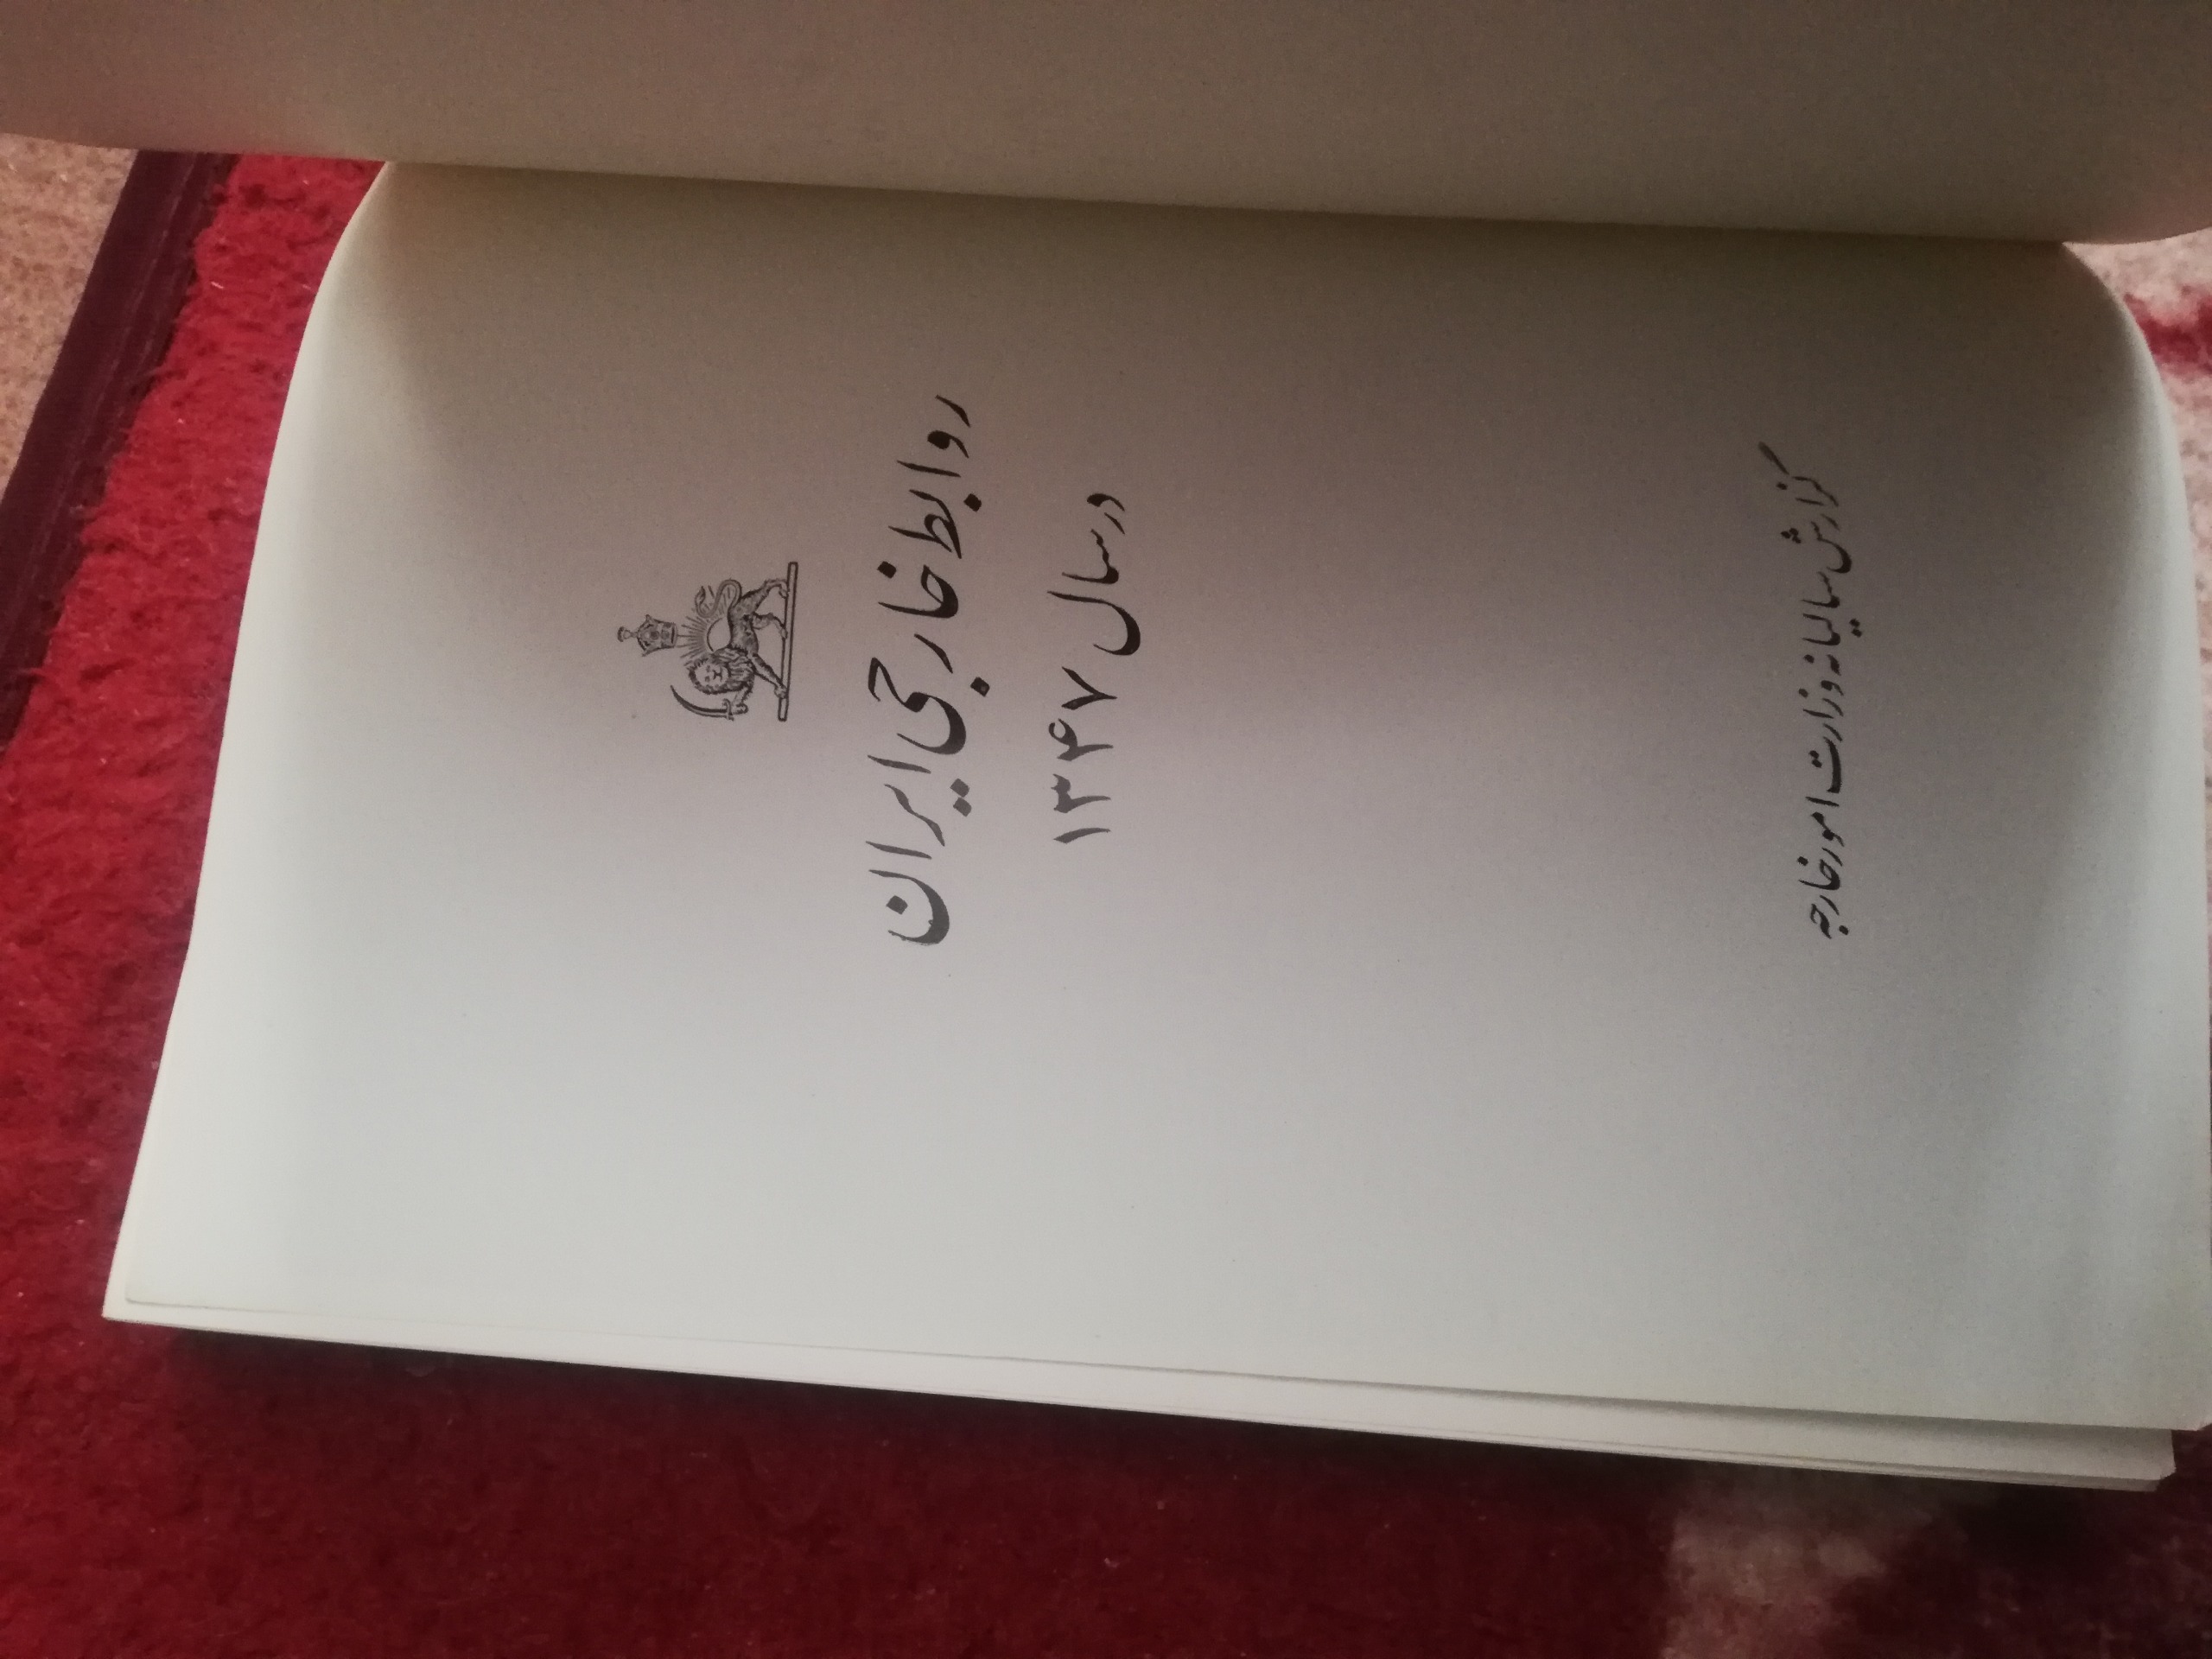 روابط خارجی ایران
در سال ۱۳۴۷
گزارش سالیانه وزارت امور خارجه